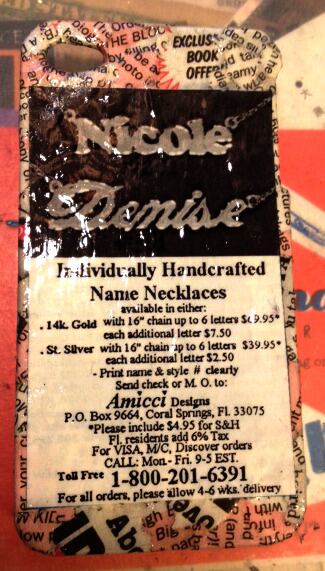 THE BLOC
EXCLUS
BOOK
OFFE
Nicole
Denise
Individually Handcrafted
Name Necklaces
available in either:
. 14k. Gold with 16" chain up to 6 letters $69.95*
each additional letter $7.50
. St. Silver with 16" chain up to 6 letters $39.95*
each additional letter $2.50
- Print name & style # clearly
Send check or M. O. to:
Amicci Designs
P.O. Box 9664, Coral Springs, Fl. 33075
*Please include $4.95 for S&H
Fl. residents add 6% Tax
For VISA, M/C, Discover orders
CALL: Mon- Fri. 9-5 EST.
Toll Free 1-800-201-6391
For all orders, please allow 4-6 wks. delivery